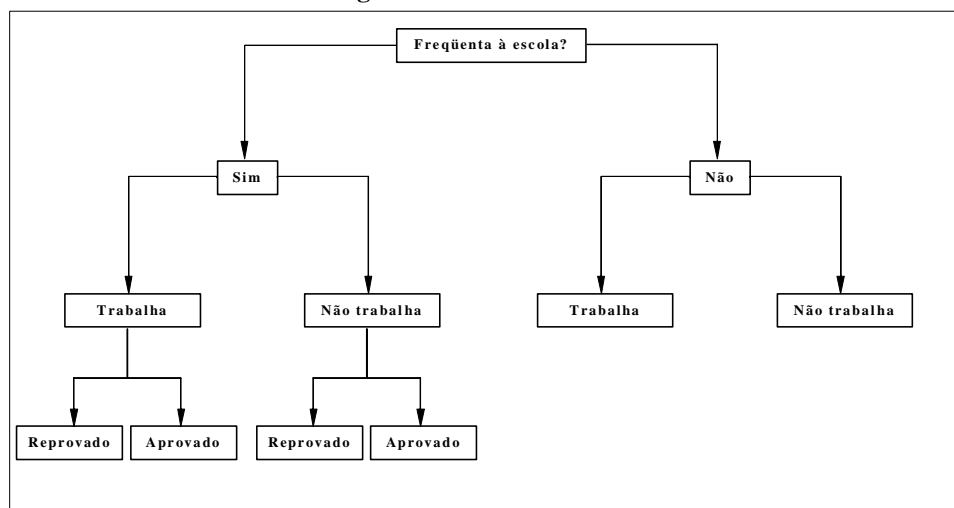 Freqüenta à escola?
Sim
Não
Trabalha
Não trabalha
Trabalha
Não trabalha
Reprovado
Aprovado
Reprovado
Aprovado